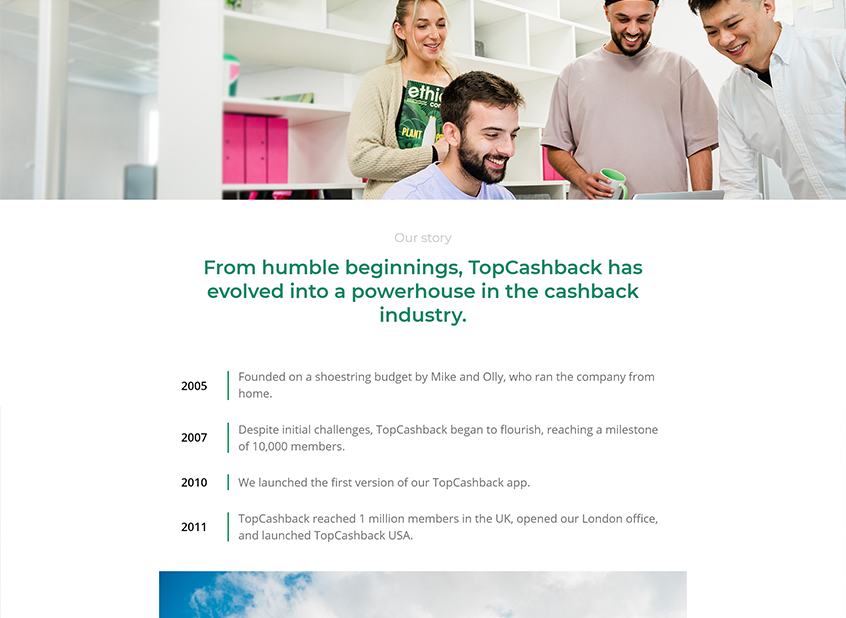 Our story
From humble beginnings, TopCashback has
evolved into a powerhouse in the cashback
industry.
2005
Founded on a shoestring budget by Mike and Olly, who ran the company from
home.
2007
Despite initial challenges, TopCashback began to flourish, reaching a milestone
of 10,000 members.
2010
We launched the first version of our TopCashback app.
2011
TopCashback reached 1 million members in the UK, opened our London office,
and launched TopCashback USA.